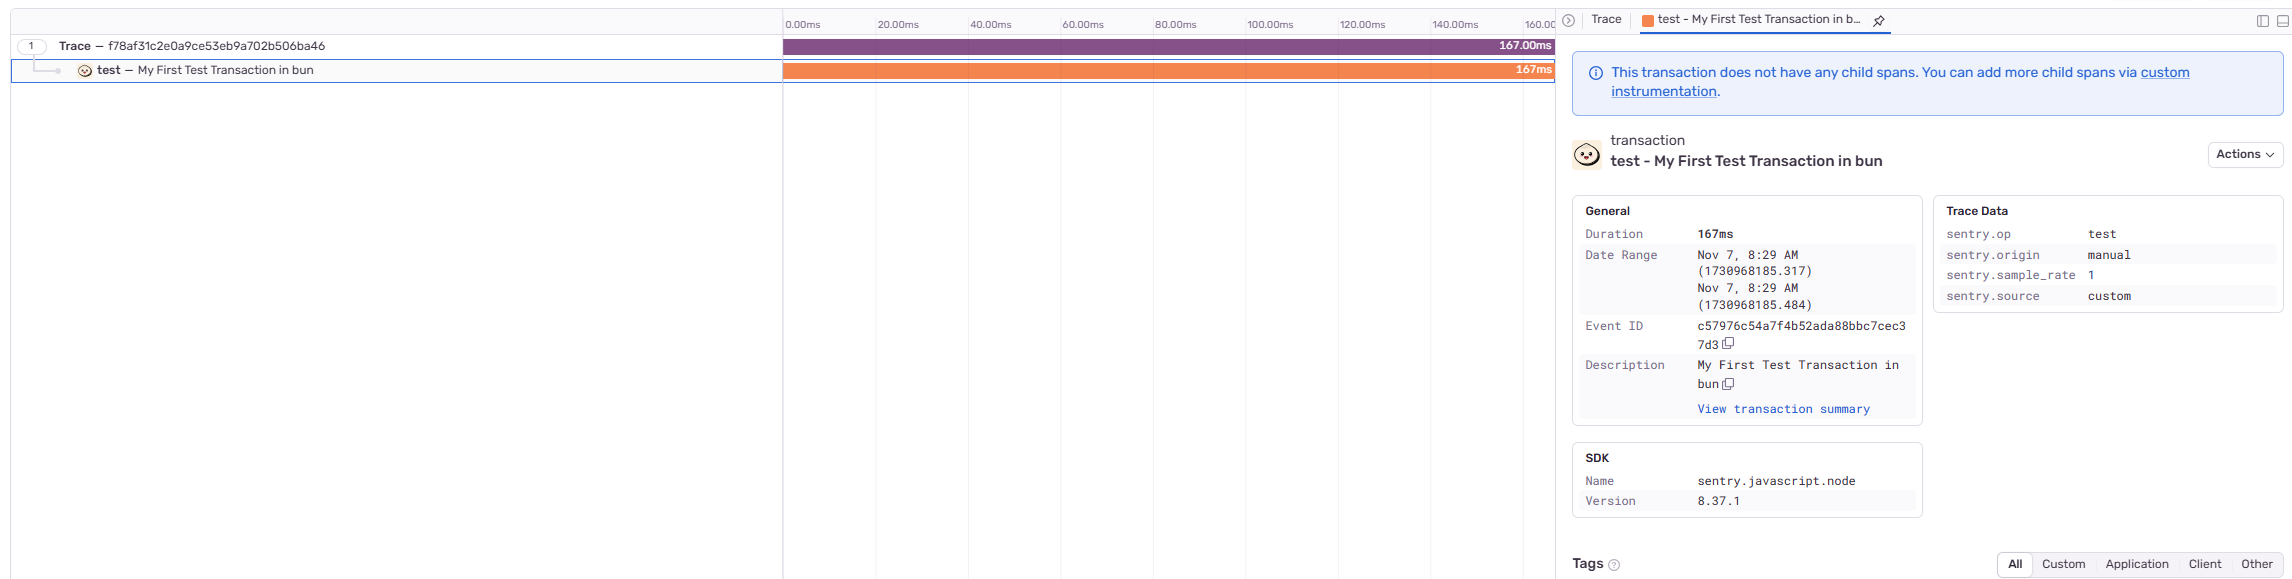 0.00ms 20.00ms 40.00ms 60.00ms 80.00ms 100.00ms 120.00ms 140.00ms 160.00
Trace test - My First Test Transaction in b...
1 Trace — f78af31c2e0a9ce53eb9a702b506ba46 167.00ms
test — My First Test Transaction in bun 167ms
This transaction does not have any child spans. You can add more child spans via custom
instrumentation.
transaction
test - My First Test Transaction in bun
Actions
General
Duration 167ms
Date Range Nov 7, 8:29 AM
(1730968185.317)
Nov 7, 8:29 AM
(1730968185.484)
Event ID c57976c54a7f4b52ada88bbc7cec3
7d3
Description My First Test Transaction in
bun
View transaction summary
Trace Data
sentry.op test
sentry.origin manual
sentry.sample_rate 1
sentry.source custom
SDK
Name sentry.javascript.node
Version 8.37.1
Tags ?
All Custom Application Client Other